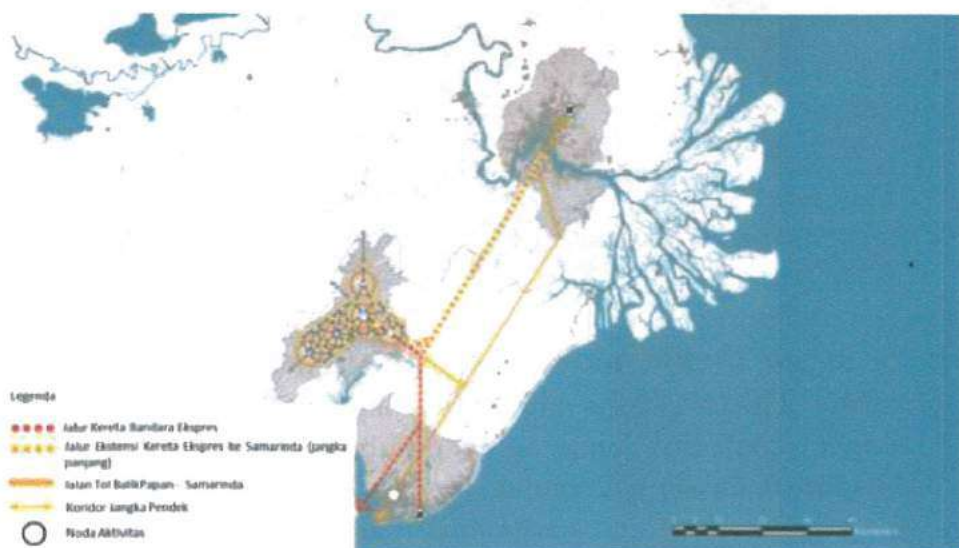 Legenda
Jalur Kereta Bandara Ekspres
Jalur Ekstensi Kereta Ekspres ke Samarinda (jangka
panjang)
Jalan Tol BalikPapan - Samarinda
Koridor Jangka Pendek
Noda Aktivitas